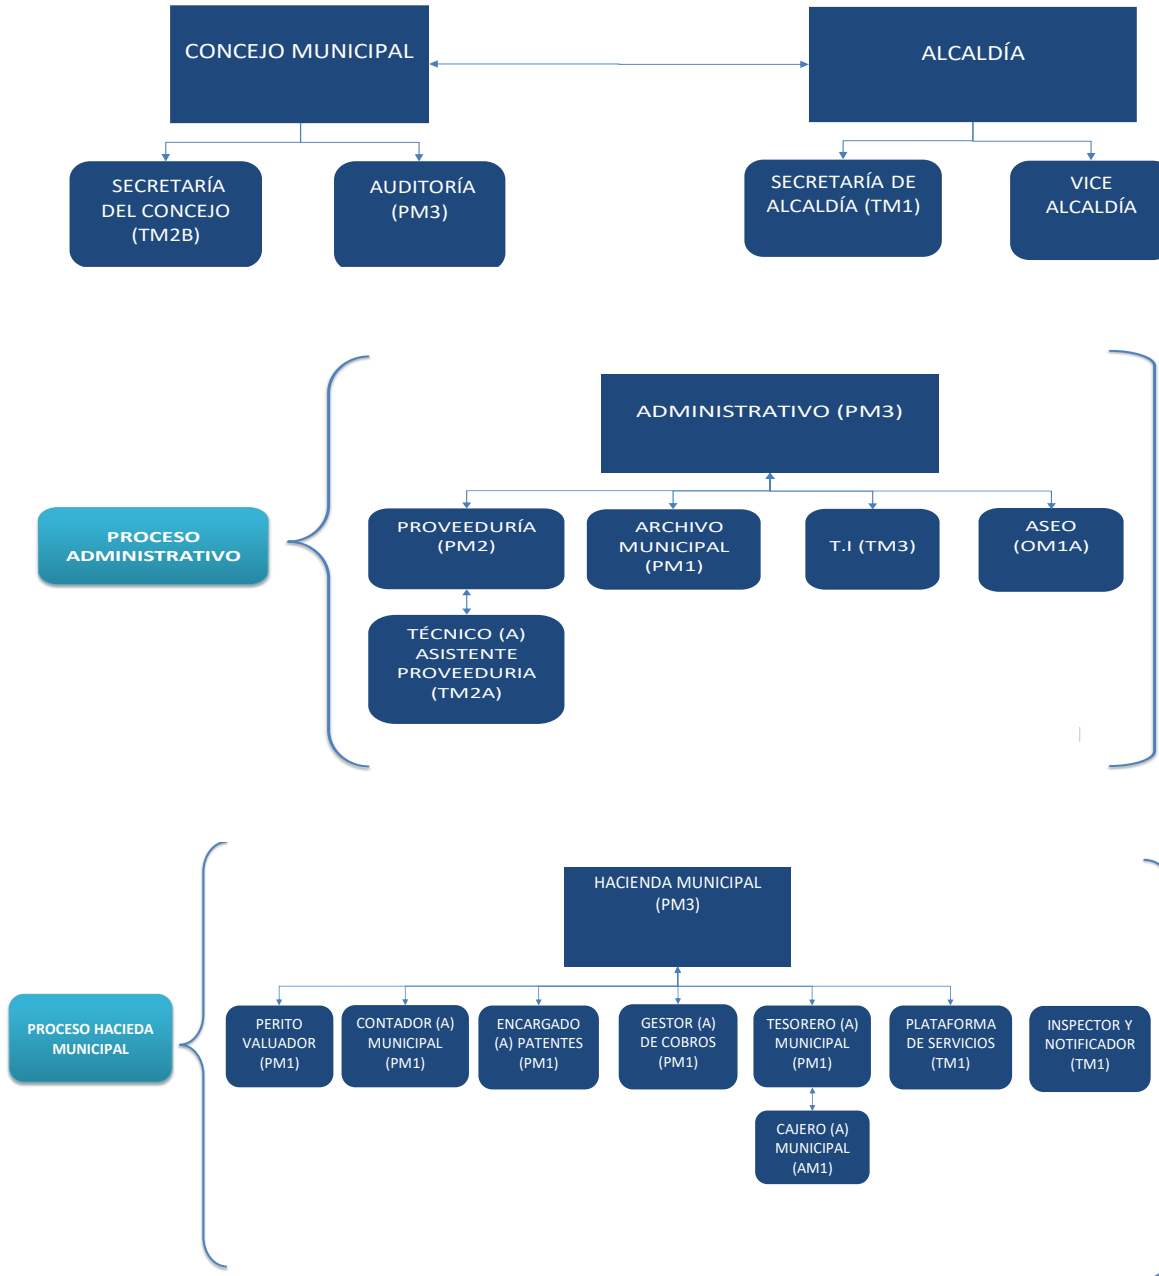 CONCEJO MUNICIPAL
ALCALDÍA
SECRETARÍA
DEL CONCEJO
(TM2B)
AUDITORÍA
(PM3)
SECRETARÍA DE
ALCALDÍA (TM1)
VICE
ALCALDÍA
ADMINISTRATIVO (PM3)
PROCESO
ADMINISTRATIVO
PROVEEDURÍA
(PM2)
ARCHIVO
MUNICIPAL
(PM1)
T.I (TM3)
ASEO
(OM1A)
TÉCNICO (A)
ASISTENTE
PROVEEDURIA
(TM2A)
HACIENDA MUNICIPAL
(PM3)
PROCESO HACIEDA
MUNICIPAL
PERITO
VALUADOR
(PM1)
CONTADOR (A)
MUNICIPAL
(PM1)
ENCARGADO
(A) PATENTES
(PM1)
GESTOR (A)
DE COBROS
(PM1)
TESORERO (A)
MUNICIPAL
(PM1)
PLATAFORMA
DE SERVICIOS
(TM1)
INSPECTOR Y
NOTIFICADOR
(TM1)
CAJERO (A)
MUNICIPAL
(AM1)